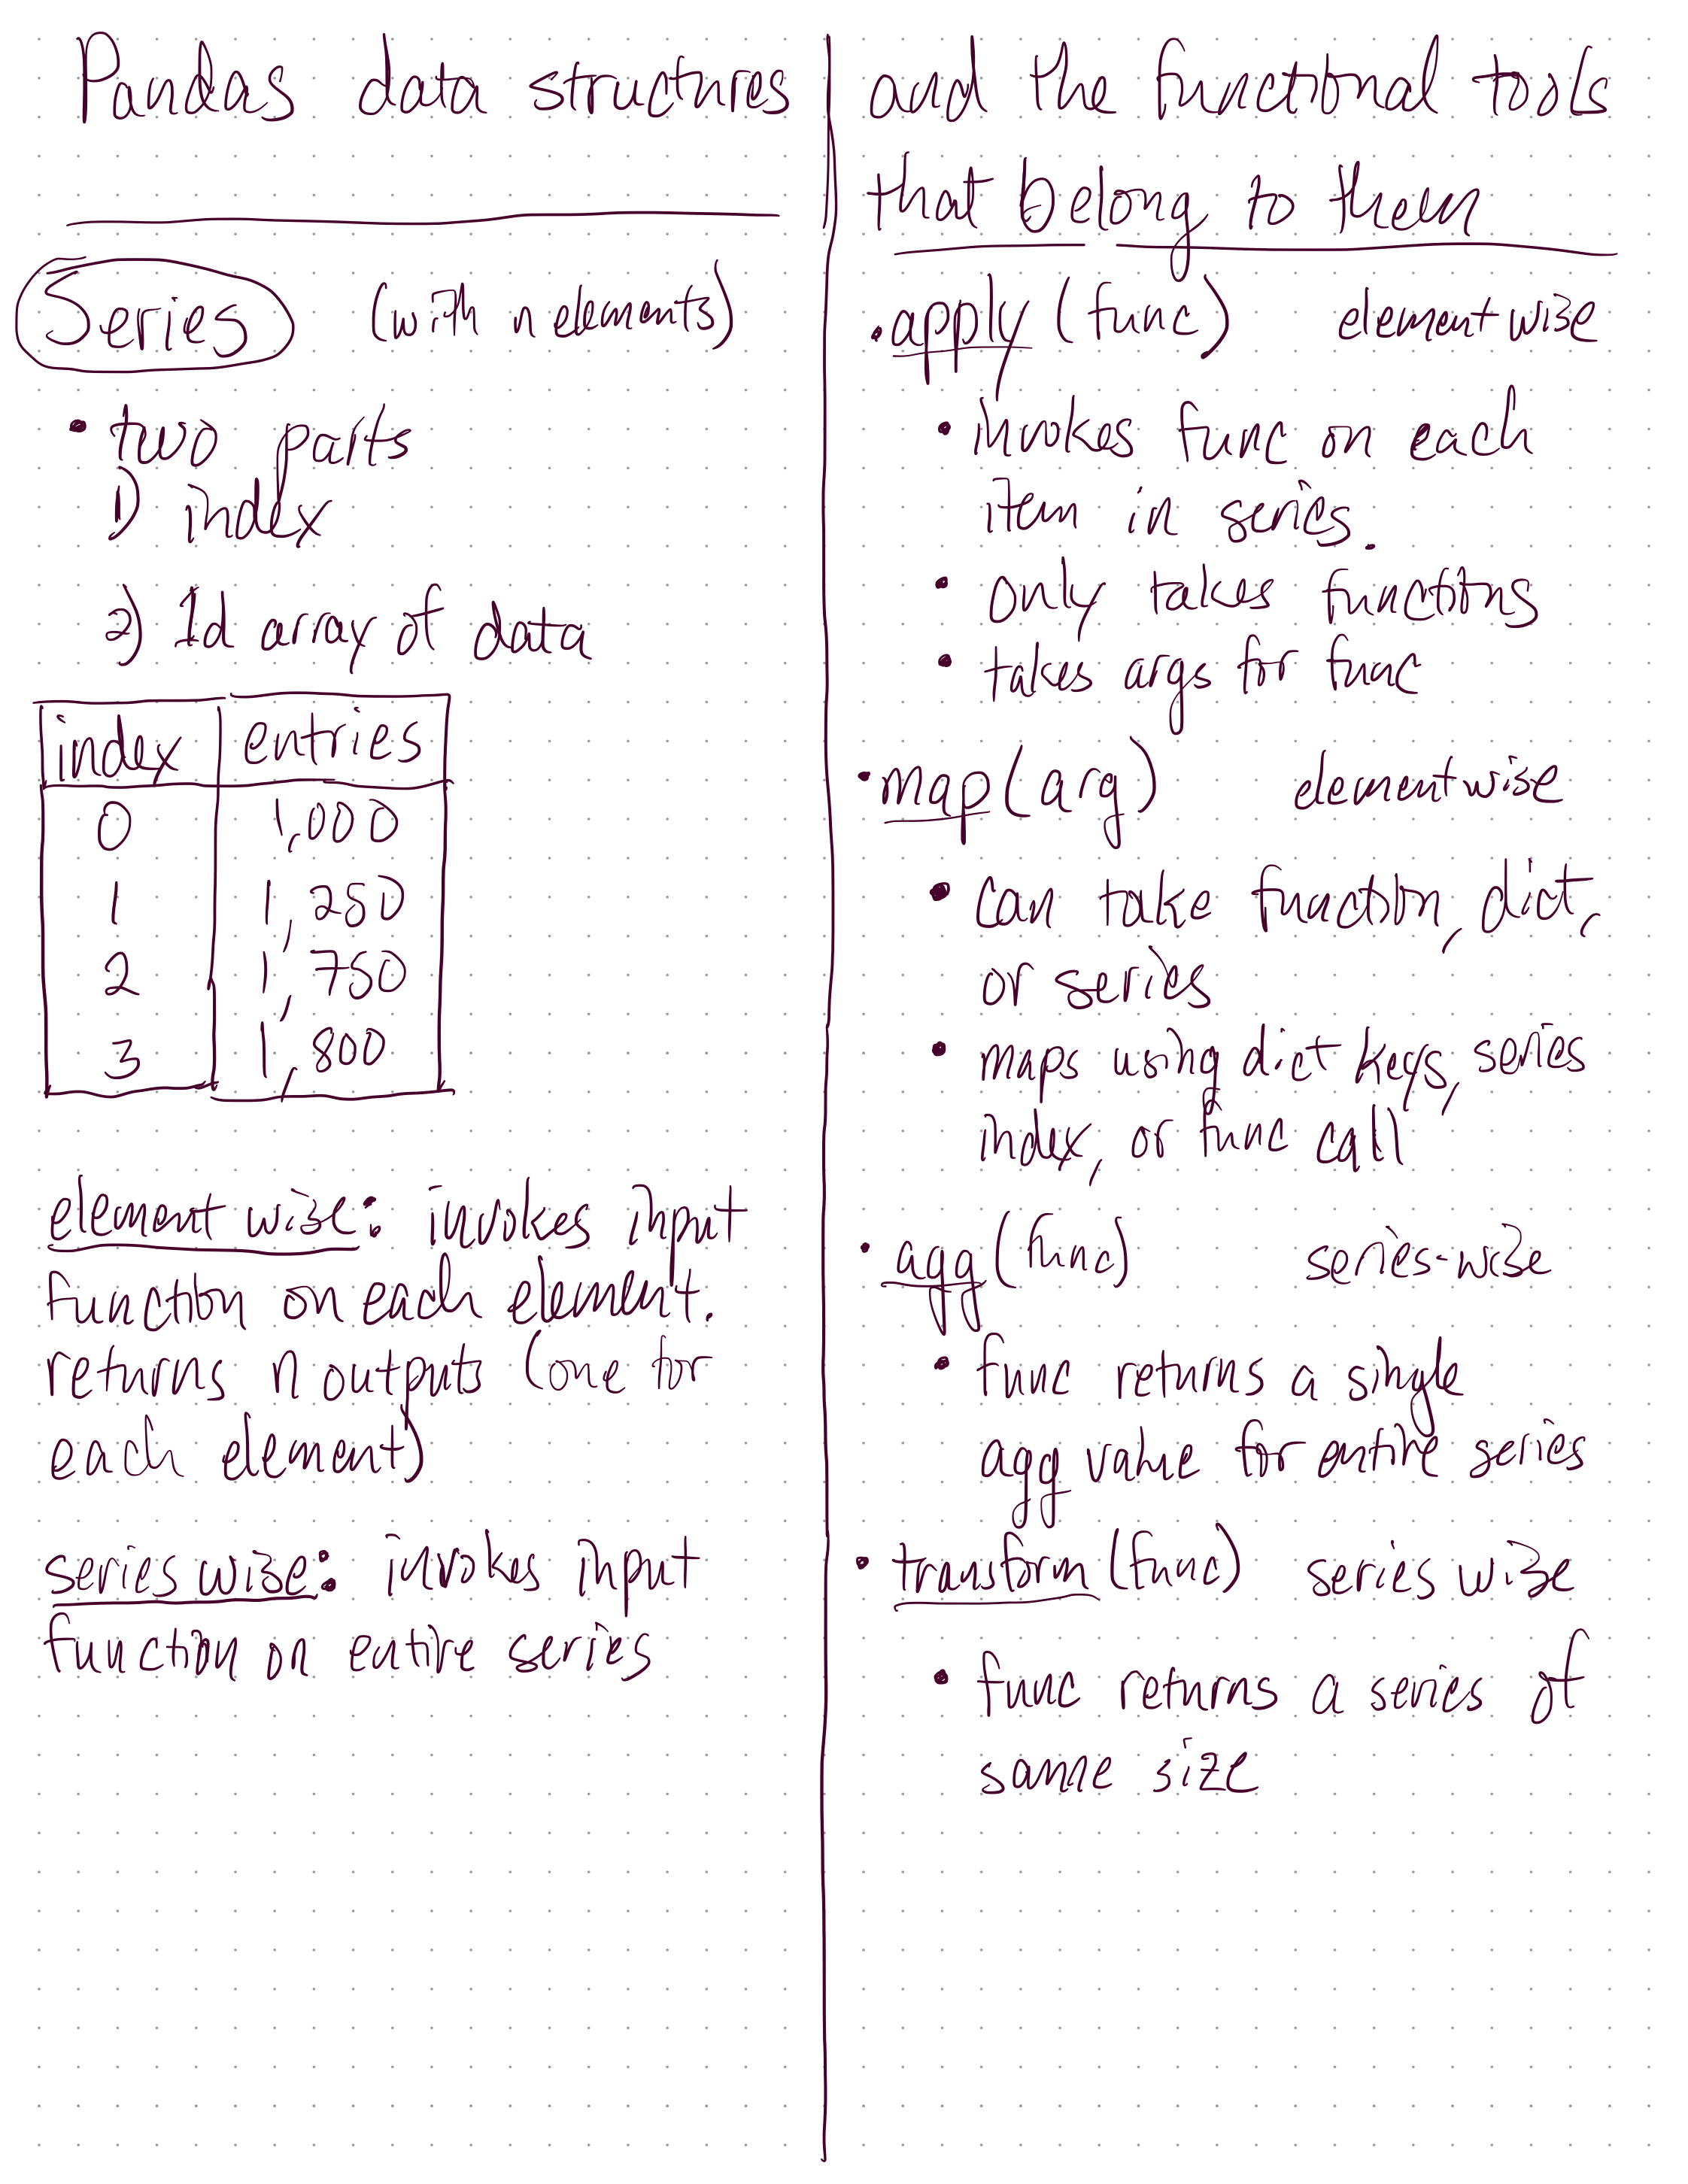 Pandas data structures
Series (with n elements)
• two parts
1) index
2) 1d array of data
index entries
0 1,000
1 1,250
2 1,750
3 1,800
elementwise: invokes input
function on each element.
returns n outputs (one for
each element)
series wise: invokes input
function on entire series
and the functional tools
that belong to them
• apply (func) elementwise
• invokes func on each
item in series.
• only takes functions
• takes args for func
• map(arg) elementwise
• can take function, dict,
or series
• maps using dict keys, series
index, or func call
• agg(func) series-wise
• func returns a single
agg value for entire series
• transform (func) series wise
• func returns a series of
same size